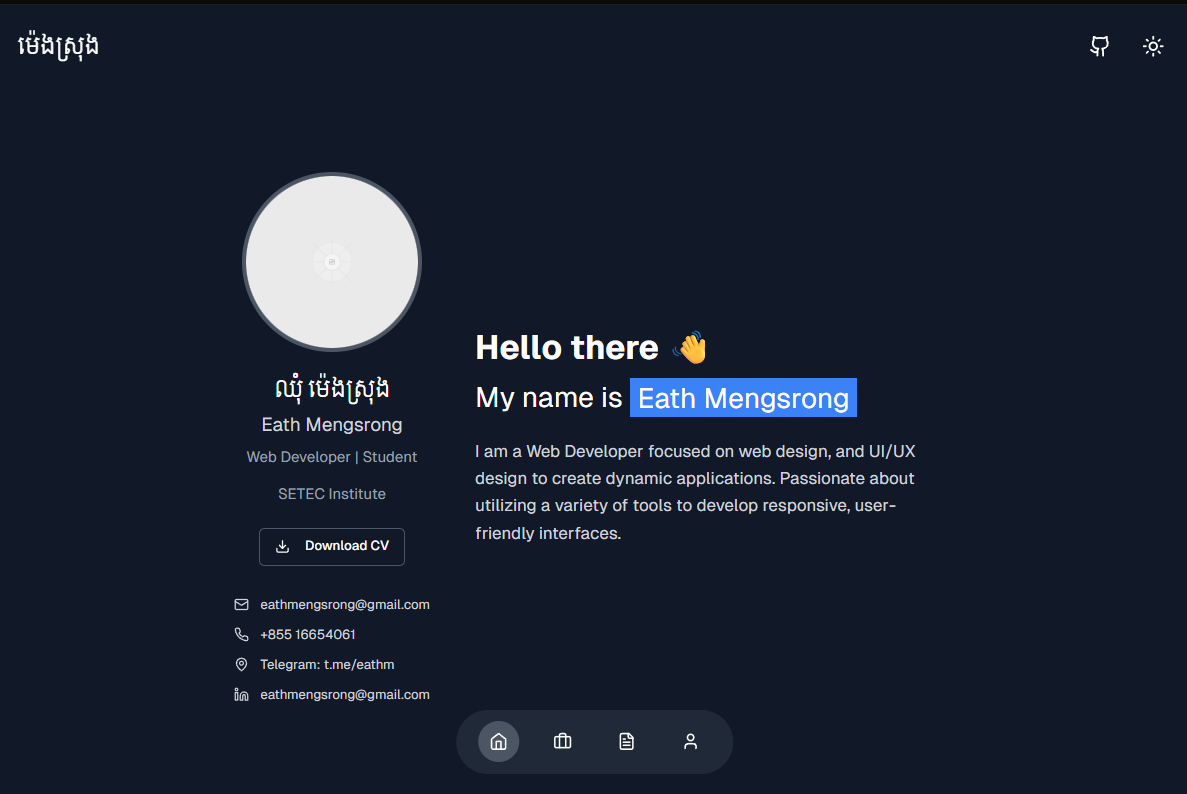 ម៉េងស្រុង
ឈុំ ម៉េងស្រុង
Eath Mengsrong
Web Developer | Student
SETEC Institute
Download CV
eathmengsrong@gmail.com
+855 16654061
Telegram: t.me/eathm
eathmengsrong@gmail.com
Hello there 👋
My name is Eath Mengsrong
I am a Web Developer focused on web design, and UI/UX
design to create dynamic applications. Passionate about
utilizing a variety of tools to develop responsive, user-
friendly interfaces.